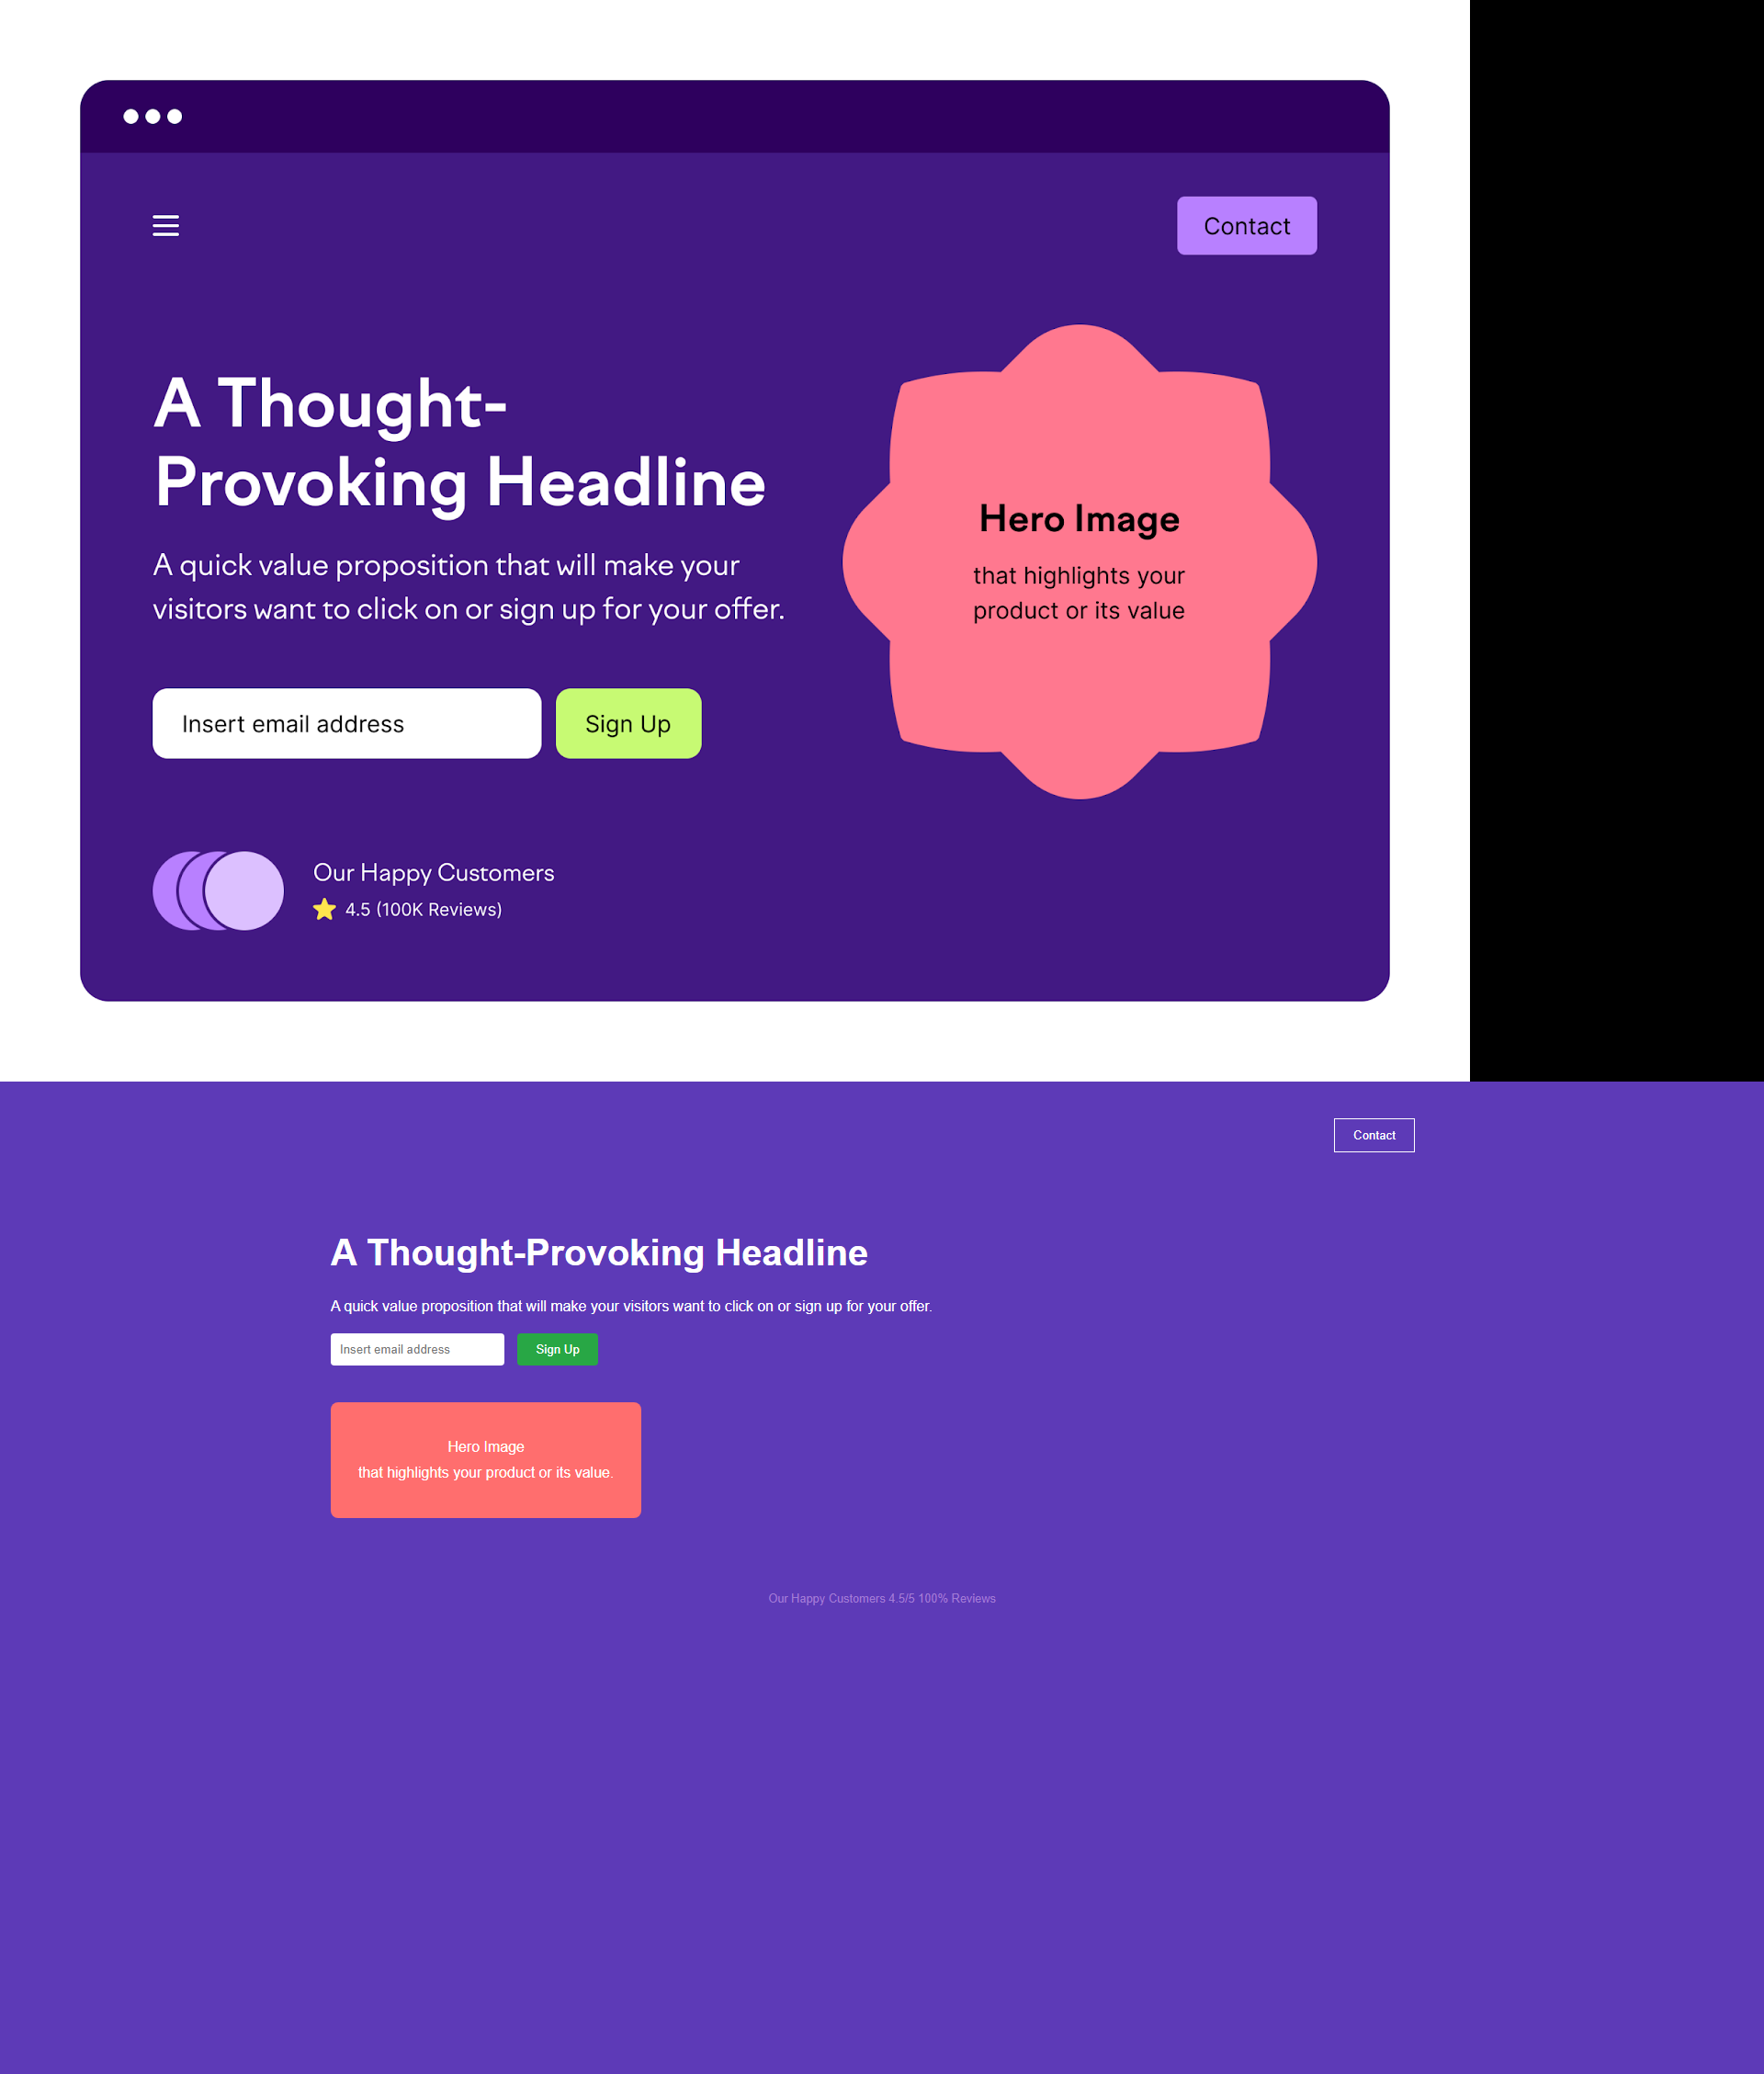 Contact
A Thought-
Provoking Headline
A quick value proposition that will make your
visitors want to click on or sign up for your offer.
Insert email address
Sign Up
Hero Image
that highlights your
product or its value
Our Happy Customers
4.5 (100K Reviews)
Contact
A Thought-Provoking Headline
A quick value proposition that will make your visitors want to click on or sign up for your offer.
Insert email address
Sign Up
Hero Image
that highlights your product or its value.
Our Happy Customers 4.5/5 100% Reviews